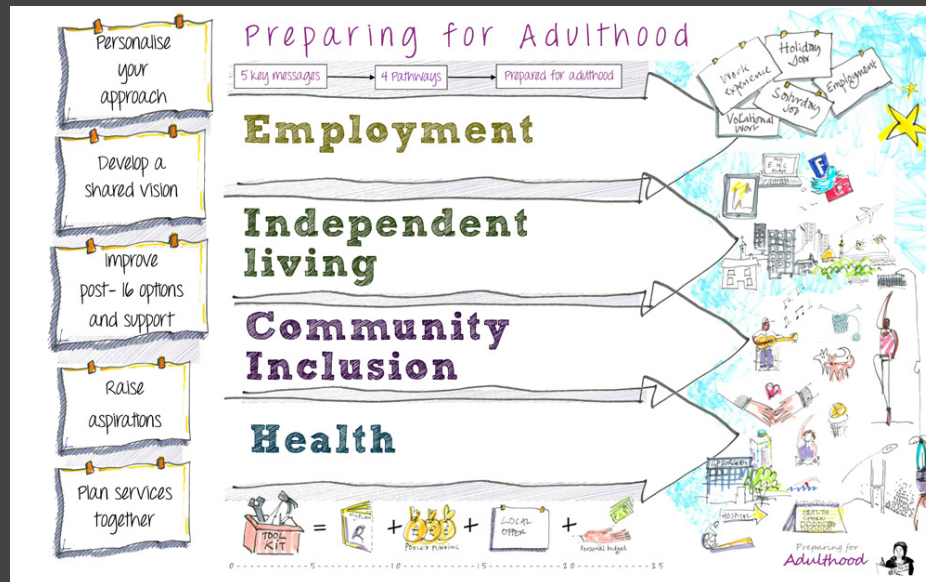 Preparing for Adulthood
5 key messages
4 Pathways
Prepared for adulthood
Personalise
your
approach
Develop a
shared vision
Improve
post-16 options
and support
Raise
aspirations
Plan services
together
Employment
Independent
living
Community
Inclusion
Health
Work
experience
Holiday
Job
Saturday
Job
Employment
Vocational
Work
HOSPITAL
HEALTH
TOOL
KIT
=
+
+
LOCAL
OFFER
+
Personal budget
0
5
10
15
20
25
Preparing for
Adulthood